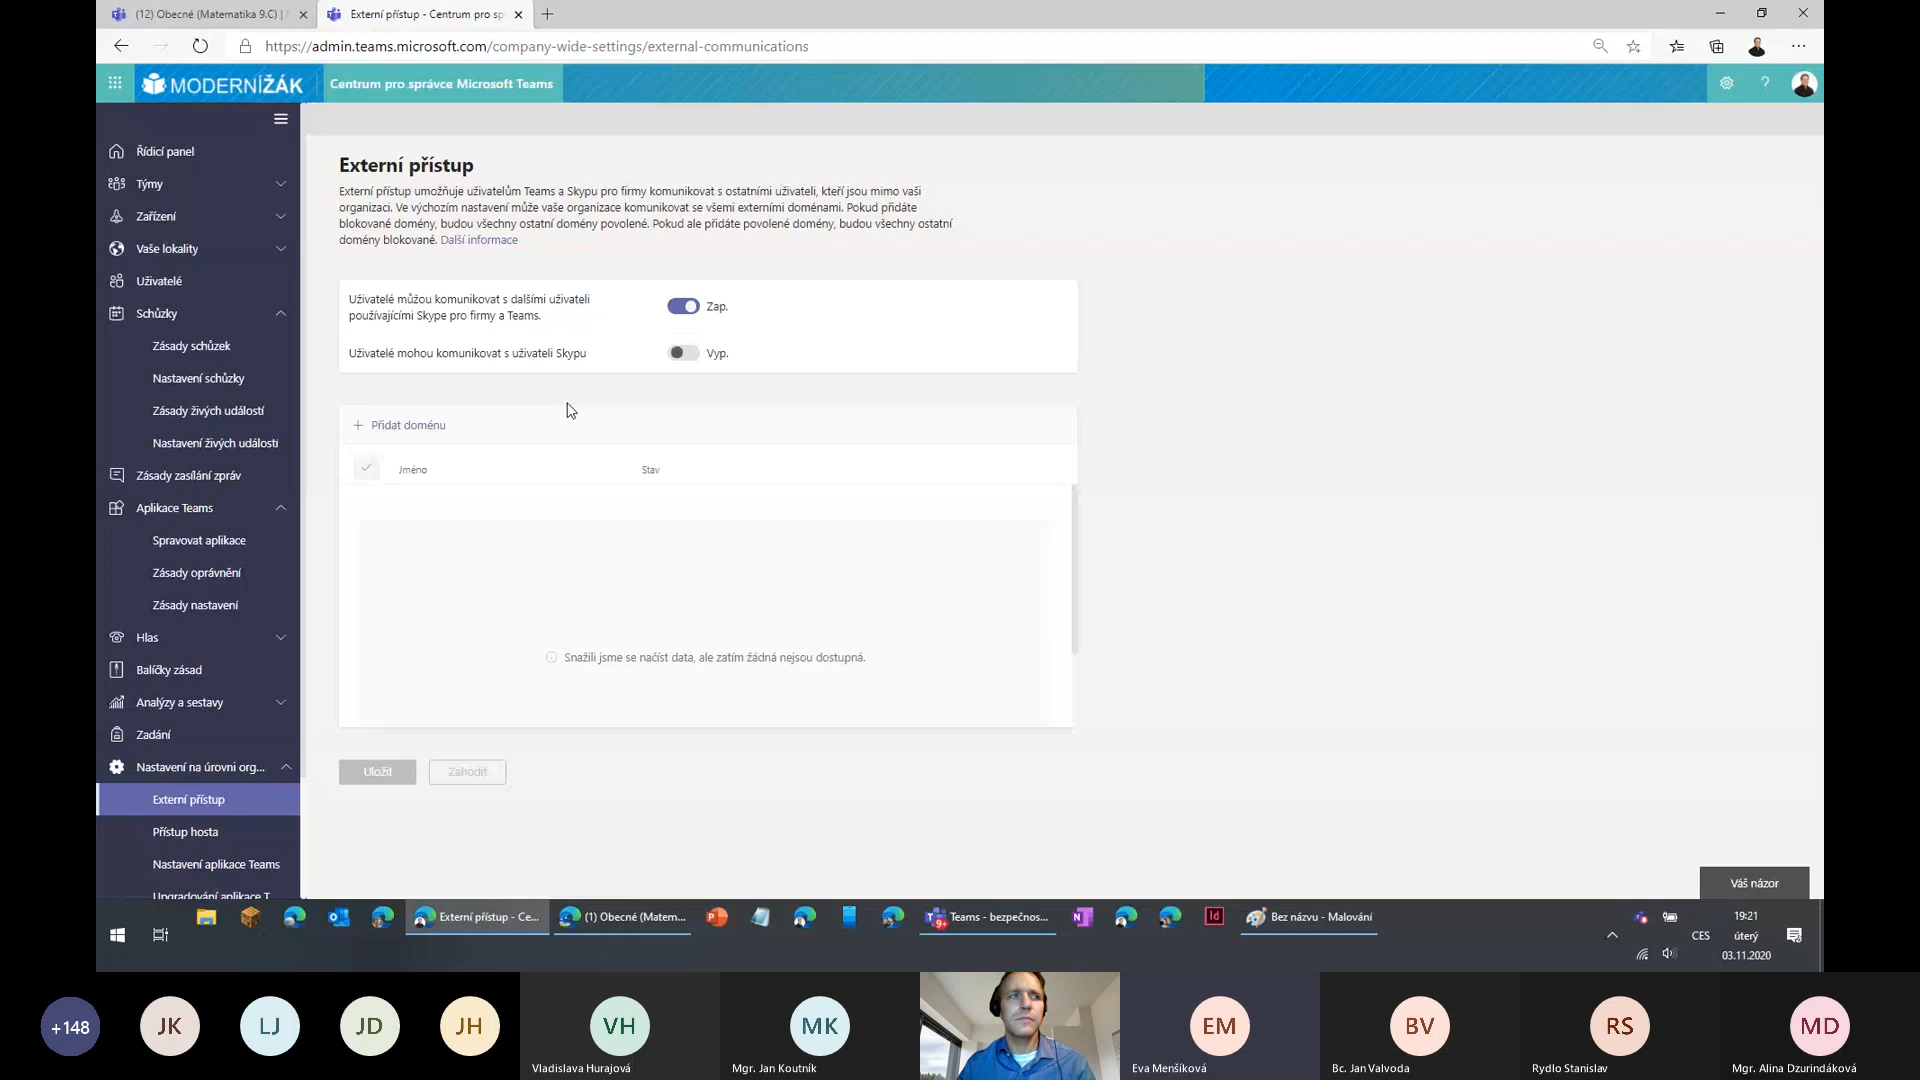 (12) Obecné (Matematika 9.C) |
Externí přístup - Centrum pro sp
https://admin.teams.microsoft.com/company-wide-settings/external-communications
MODERNÍŽÁK
Centrum pro správce Microsoft Teams
?
Řídicí panel
Týmy
Zařízení
Vaše lokality
Uživatelé
Schůzky
Zásady schůzek
Nastavení schůzky
Zásady živých událostí
Nastavení živých událostí
Zásady zasílání zpráv
Aplikace Teams
Spravovat aplikace
Zásady oprávnění
Zásady nastavení
Hlas
Balíčky zásad
Analýzy a sestavy
Zadání
Nastavení na úrovni org...
Externí přístup
Přístup hosta
Nastavení aplikace Teams
Upgradování aplikace T
Externí přístup
Externí přístup umožňuje uživatelům Teams a Skypu pro firmy komunikovat s ostatními uživateli, kteří jsou mimo vaši
organizaci. Ve výchozím nastavení může vaše organizace komunikovat se všemi externími doménami. Pokud přidáte
blokované domény, budou všechny ostatní domény povolené. Pokud ale přidáte povolené domény, budou všechny ostatní
domény blokované. Další informace
Uživatelé můžou komunikovat s dalšími uživateli
používajícími Skype pro firmy a Teams.
Zap.
Uživatelé mohou komunikovat s uživateli Skypu
Vyp.
Přidat doménu
Jméno
Stav
Snažili jsme se načíst data, ale zatím žádná nejsou dostupná.
Uložit
Zahodit
Váš názor
Externí přístup - Ce...
(1) Obecné (Matem...
Teams - bezpečnos...
Bez názvu - Malování
CES
19:21
úterý
03.11.2020
+148
JK
LJ
JD
JH
VH
Vladislava Hurajová
MK
Mgr. Jan Koutník
EM
Eva Menšíková
BV
Bc. Jan Valvoda
RS
Rydlo Stanislav
MD
Mgr. Alina Dzurindáková